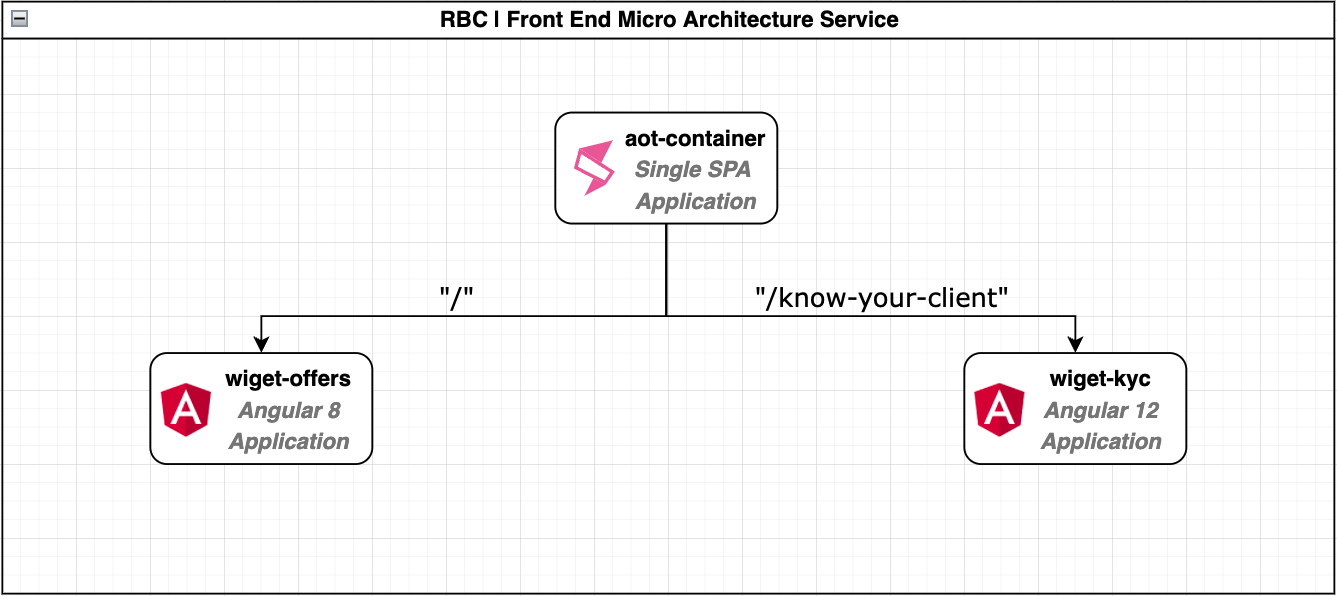 RBC | Front End Micro Architecture Service
aot-container
Single SPA
Application
"/"
"/know-your-client"
wiget-offers
Angular 8
Application
wiget-kyc
Angular 12
Application